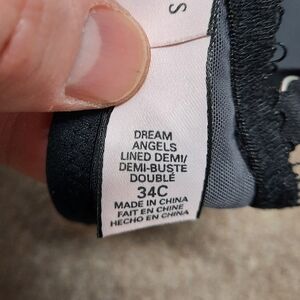 S
DREAM
ANGELS
LINED DEMI/
DEMI-BUSTE
DOUBLÉ
34C
MADE IN CHINA
FAIT EN CHINE
HECHO EN CHINA